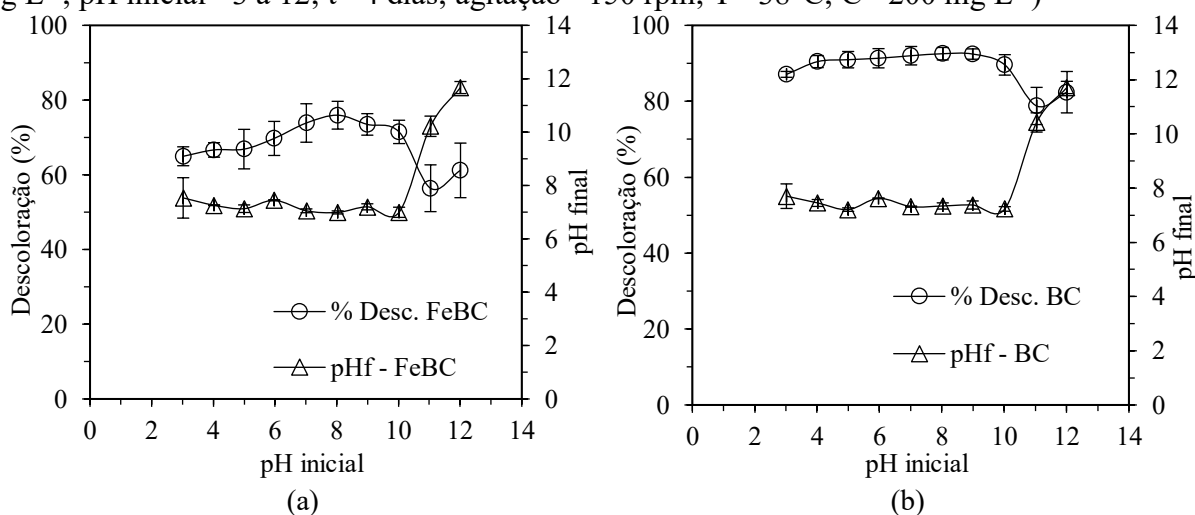 pH inicial
3 a 12; t
4 dias; agitação
150 rpm;
38°C; C
200 mg L
100
80
60
40
20
0
Descoloração (%)
14
12
10
8
6
4
2
0
pH final
% Desc. FeBC
pHf - FeBC
0 2 4 6 8 10 12 14
pH inicial
(a)
100
80
60
40
20
0
Descoloração (%)
14
12
10
8
6
4
2
0
pH final
% Desc. BC
pHf - BC
0 2 4 6 8 10 12 14
pH inicial
(b)